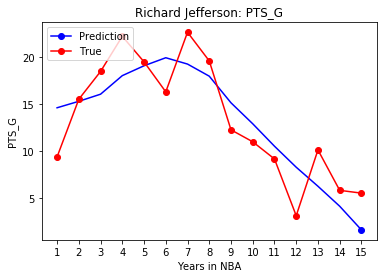 Richard Jefferson: PTS_G
Prediction
True
PTS_G
20
15
10
5
1 2 3 4 5 6 7 8 9 10 11 12 13 14 15
Years in NBA